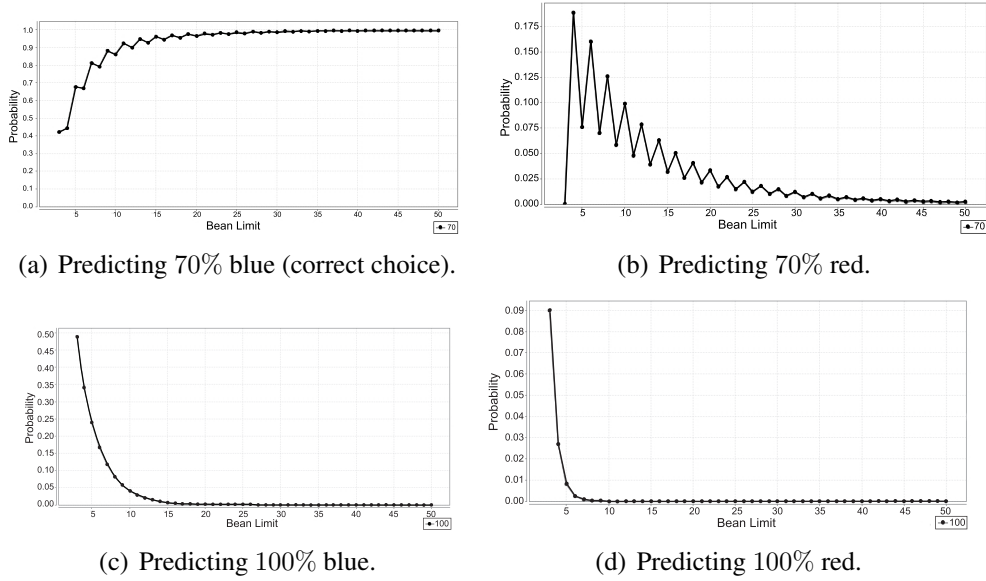 1.0
0.9
0.8
0.7
0.6
0.5
0.4
0.3
0.2
0.1
0.0
Probability
5 10 15 20 25 30 35 40 45 50
Bean Limit
70
(a) Predicting 70% blue (correct choice).
0.175
0.150
0.125
0.100
0.075
0.050
0.025
0.000
Probability
5 10 15 20 25 30 35 40 45 50
Bean Limit
70
(b) Predicting 70% red.
0.50
0.45
0.40
0.35
0.30
0.25
0.20
0.15
0.10
0.05
0.00
Probability
5 10 15 20 25 30 35 40 45 50
Bean Limit
100
(c) Predicting 100% blue.
0.09
0.08
0.07
0.06
0.05
0.04
0.03
0.02
0.01
0.00
Probability
5 10 15 20 25 30 35 40 45 50
Bean Limit
100
(d) Predicting 100% red.